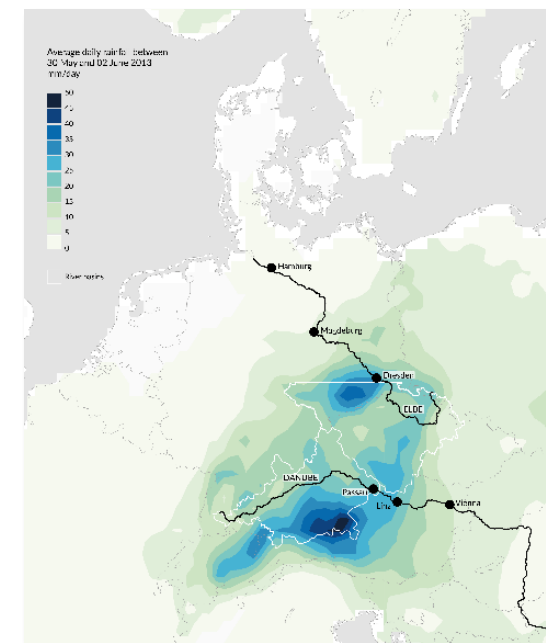 Average daily rainfall between
30 May and 02 June 2013
mm/day
50
45
40
35
30
25
20
15
10
5
0
River basins
Hamburg
Magdeburg
Dresden
ELBE
DANUBE
Passau
Linz
Vienna